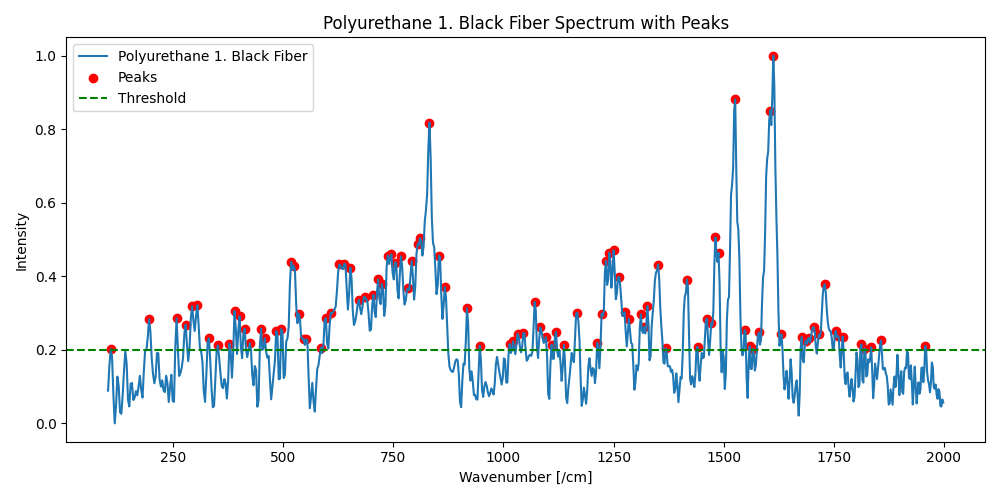 Polyurethane 1. Black Fiber Spectrum with Peaks
Polyurethane 1. Black Fiber
Peaks
Threshold
Intensity
1.0
0.8
0.6
0.4
0.2
0.0
250 500 750 1000 1250 1500 1750 2000
Wavenumber [/cm]